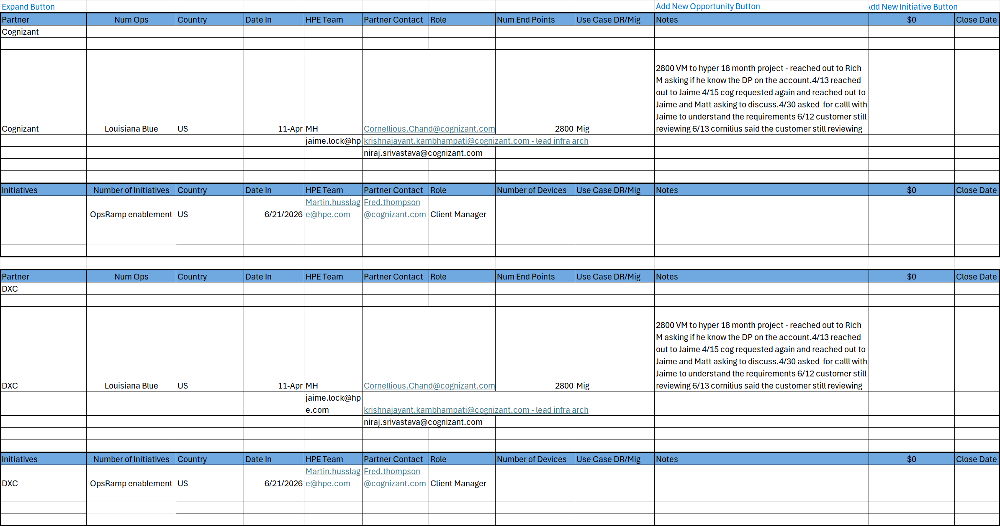 Expand Button Add New Opportunity Button Add New Initiative Button
Partner Num Ops Country Date In HPE Team Partner Contact Role Num End Points Use Case DR/Mig Notes $0 Close Date
Cognizant
2800 VM to hyper 18 month project - reached out to Rich
M asking if he know the DP on the account.4/13 reached
out to Jaime 4/15 cog requested again and reached out to
Jaime and Matt asking to discuss.4/30 asked  for calll with
Jaime to understand the requirements 6/12 customer still
Cognizant Louisiana Blue US 11-Apr MH Cornellious.Chand@cognizant.com 2800 Mig reviewing 6/13 cornilius said the customer still reviewing
jaime.lock@hp krishnajayant.kambhampati@cognizant.com - lead infra arch
niraj.srivastava@cognizant.com
Initiatives Number of Initiatives Country Date In HPE Team Partner Contact Role Number of Devices Use Case DR/Mig Notes $0 Close Date
Martin.husslag Fred.thompson
OpsRamp enablement US 6/21/2026 e@hpe.com @cognizant.com Client Manager
Partner Num Ops Country Date In HPE Team Partner Contact Role Num End Points Use Case DR/Mig Notes $0 Close Date
DXC
2800 VM to hyper 18 month project - reached out to Rich
M asking if he know the DP on the account.4/13 reached
out to Jaime 4/15 cog requested again and reached out to
Jaime and Matt asking to discuss.4/30 asked  for calll with
Jaime to understand the requirements 6/12 customer still
DXC Louisiana Blue US 11-Apr MH Cornellious.Chand@cognizant.com 2800 Mig reviewing 6/13 cornilius said the customer still reviewing
jaime.lock@hp
e.com krishnajayant.kambhampati@cognizant.com - lead infra arch
niraj.srivastava@cognizant.com
Initiatives Number of Initiatives Country Date In HPE Team Partner Contact Role Number of Devices Use Case DR/Mig Notes $0 Close Date
Martin.husslag Fred.thompson
DXC OpsRamp enablement US 6/21/2026 e@hpe.com @cognizant.com Client Manager